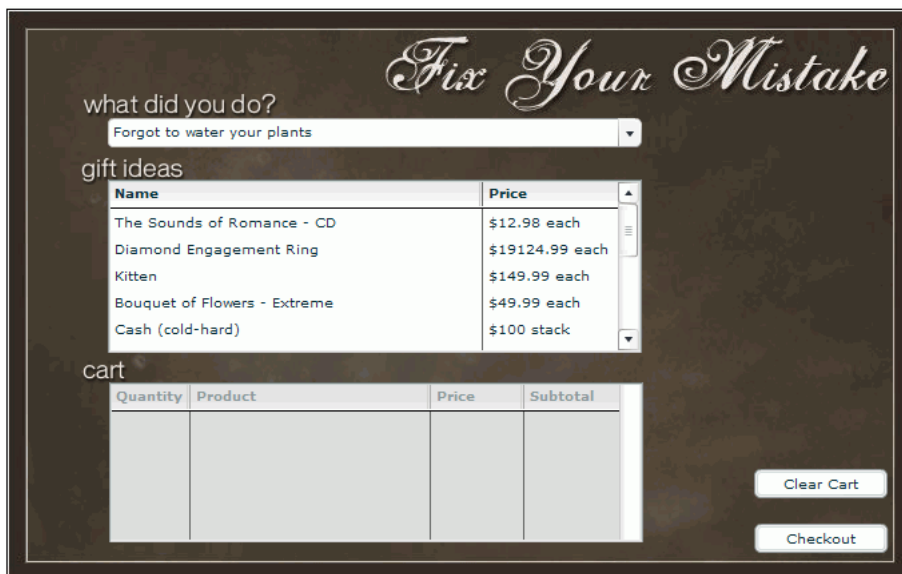 Fix Your Mistake
what did you do?
Forgot to water your plants
gift ideas
Name Price
The Sounds of Romance - CD $12.98 each
Diamond Engagement Ring $19124.99 each
Kitten $149.99 each
Bouquet of Flowers - Extreme $49.99 each
Cash (cold-hard) $100 stack
cart
Quantity Product Price Subtotal
Clear Cart
Checkout